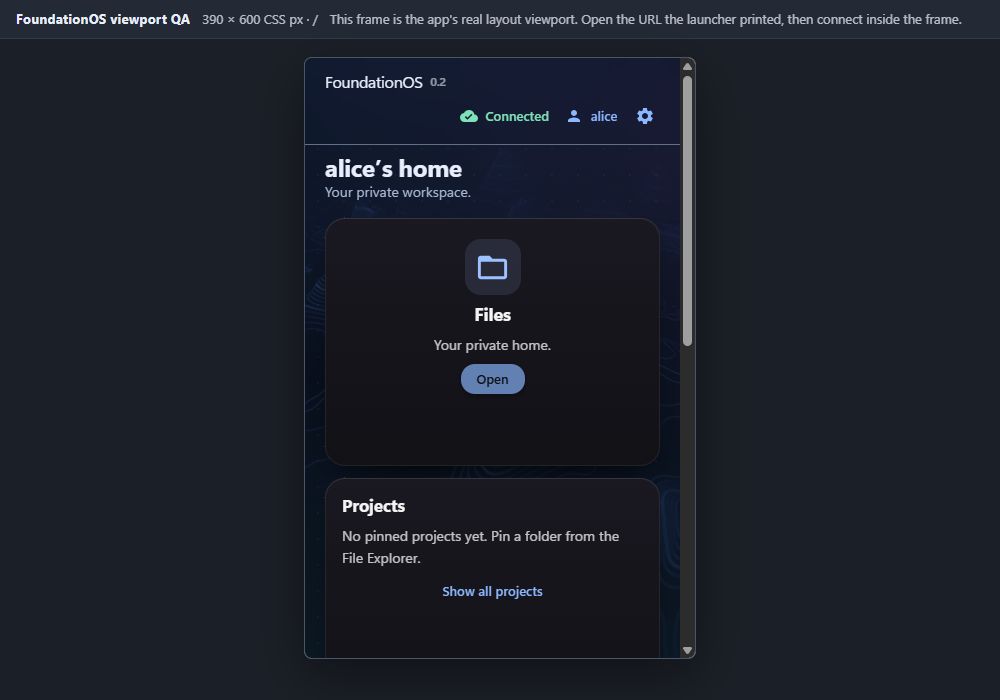 FoundationOS viewport QA 390 × 600 CSS px · / This frame is the app's real layout viewport. Open the URL the launcher printed, then connect inside the frame.
FoundationOS 0.2
Connected alice
alice’s home
Your private workspace.
Files
Your private home.
Open
Projects
No pinned projects yet. Pin a folder from the
File Explorer.
Show all projects